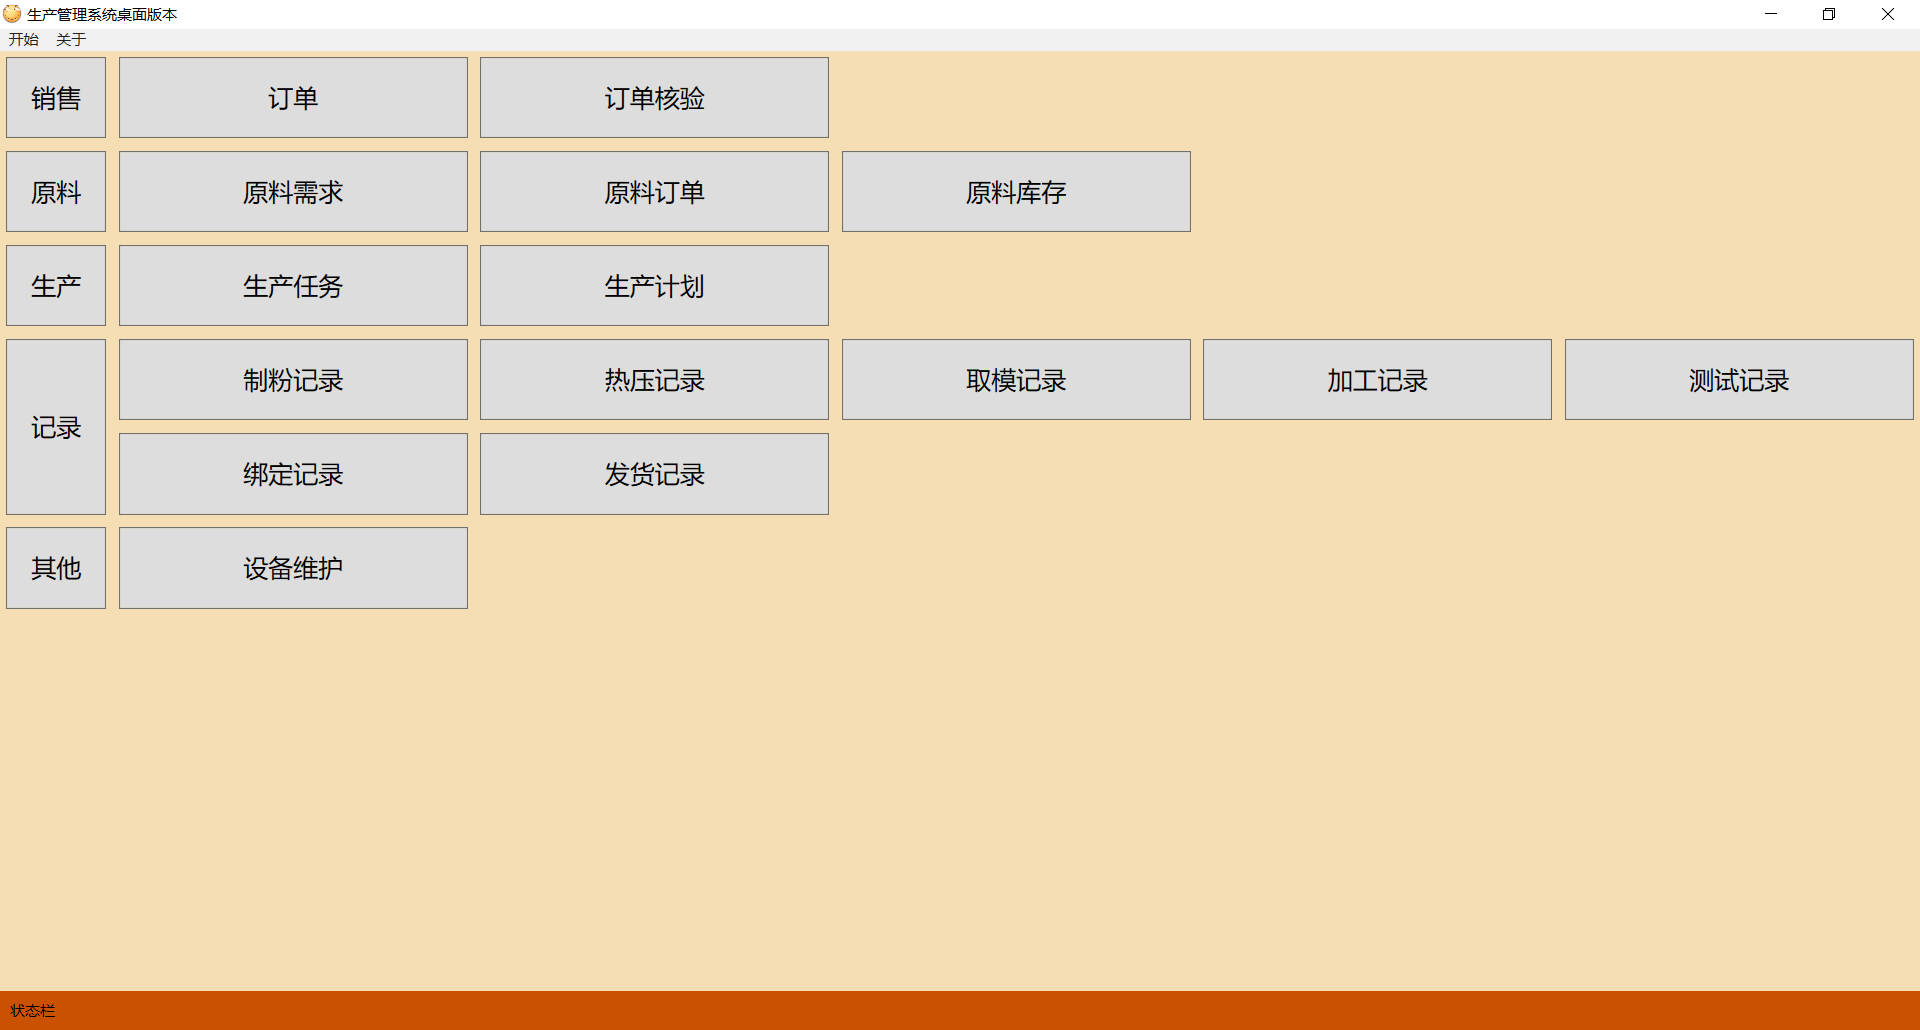 生产管理系统桌面版本
开始 关于
销售 订单 订单核验
原料 原料需求 原料订单 原料库存
生产 生产任务 生产计划
记录 制粉记录 热压记录 取模记录 加工记录 测试记录
绑定记录 发货记录
其他 设备维护
状态栏